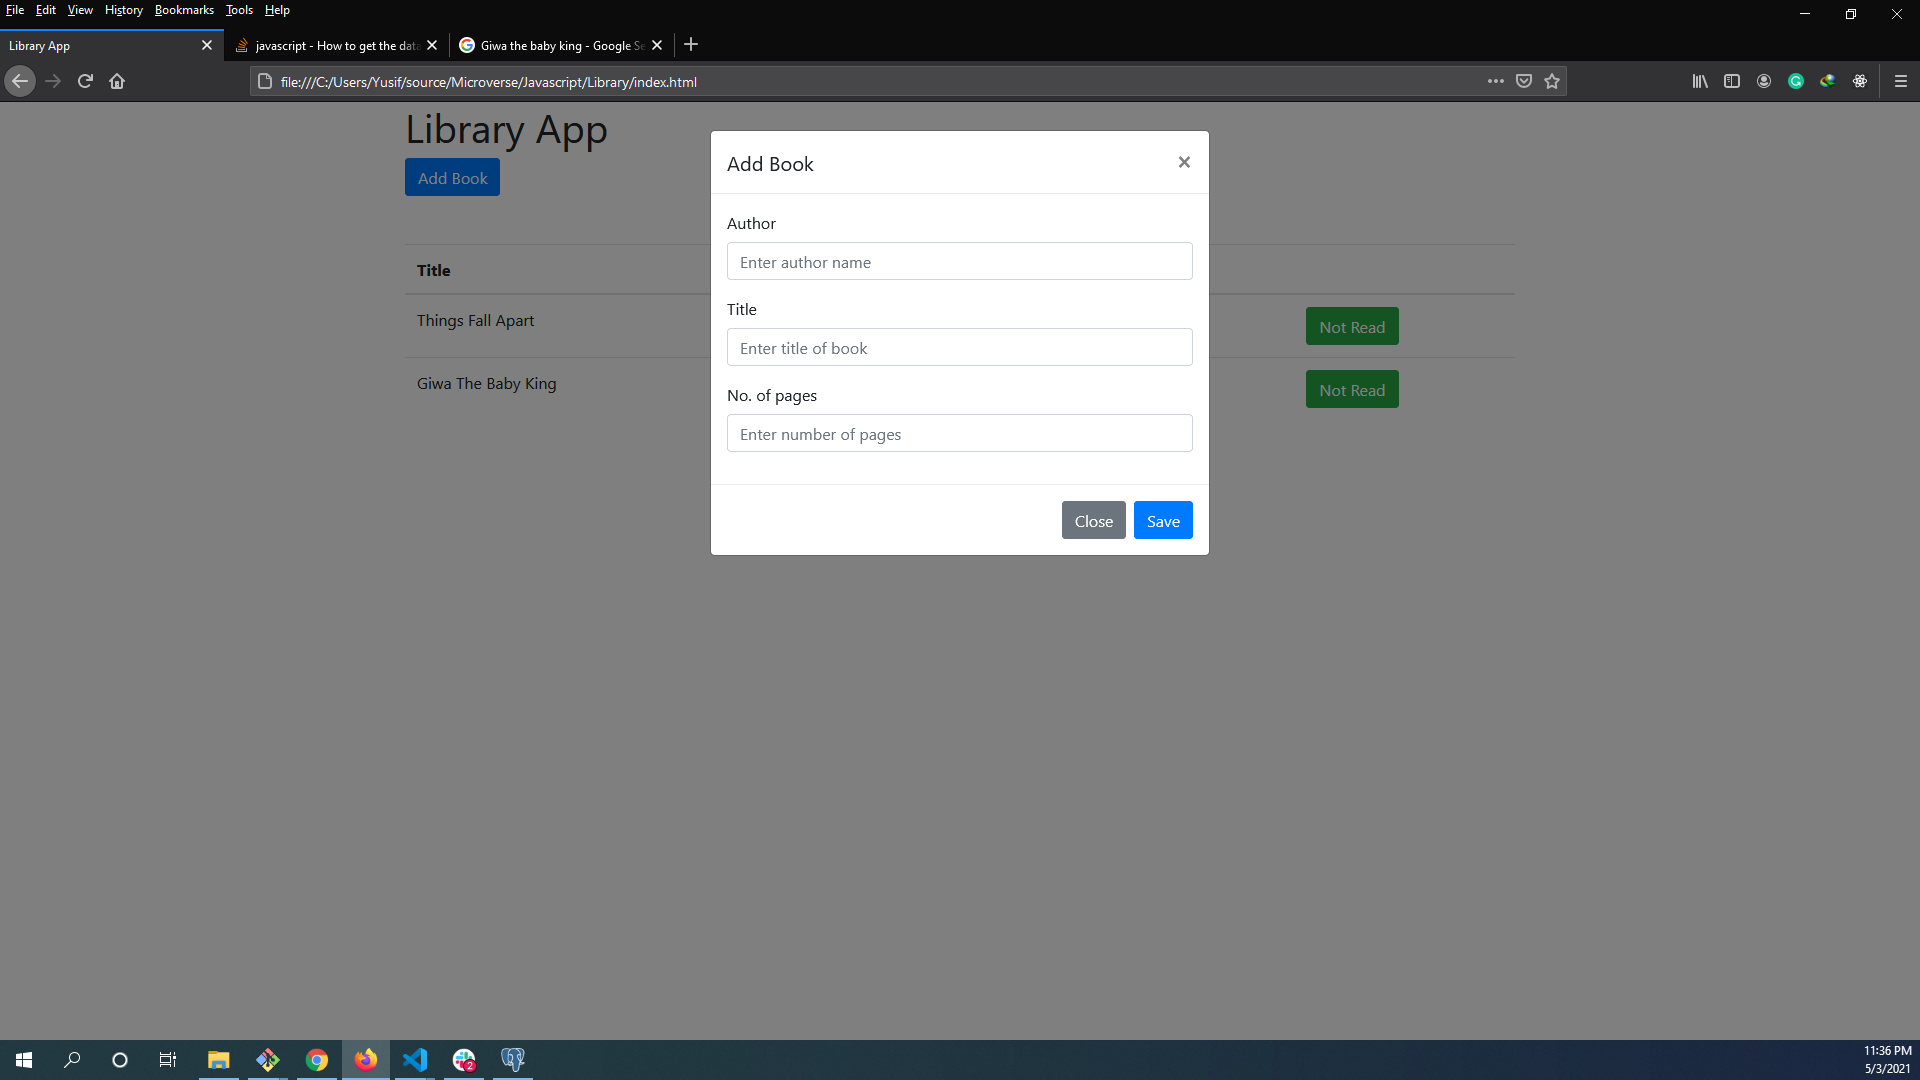 File Edit View History Bookmarks Tools Help
Library App
javascript - How to get the data
Giwa the baby king - Google Se
file:///C:/Users/Yusif/source/Microverse/Javascript/Library/index.html
Library App
Add Book
Title
Things Fall Apart
Not Read
Giwa The Baby King
Not Read
Add Book
×
Author
Enter author name
Title
Enter title of book
No. of pages
Enter number of pages
Close Save
2
11:36 PM
5/3/2021